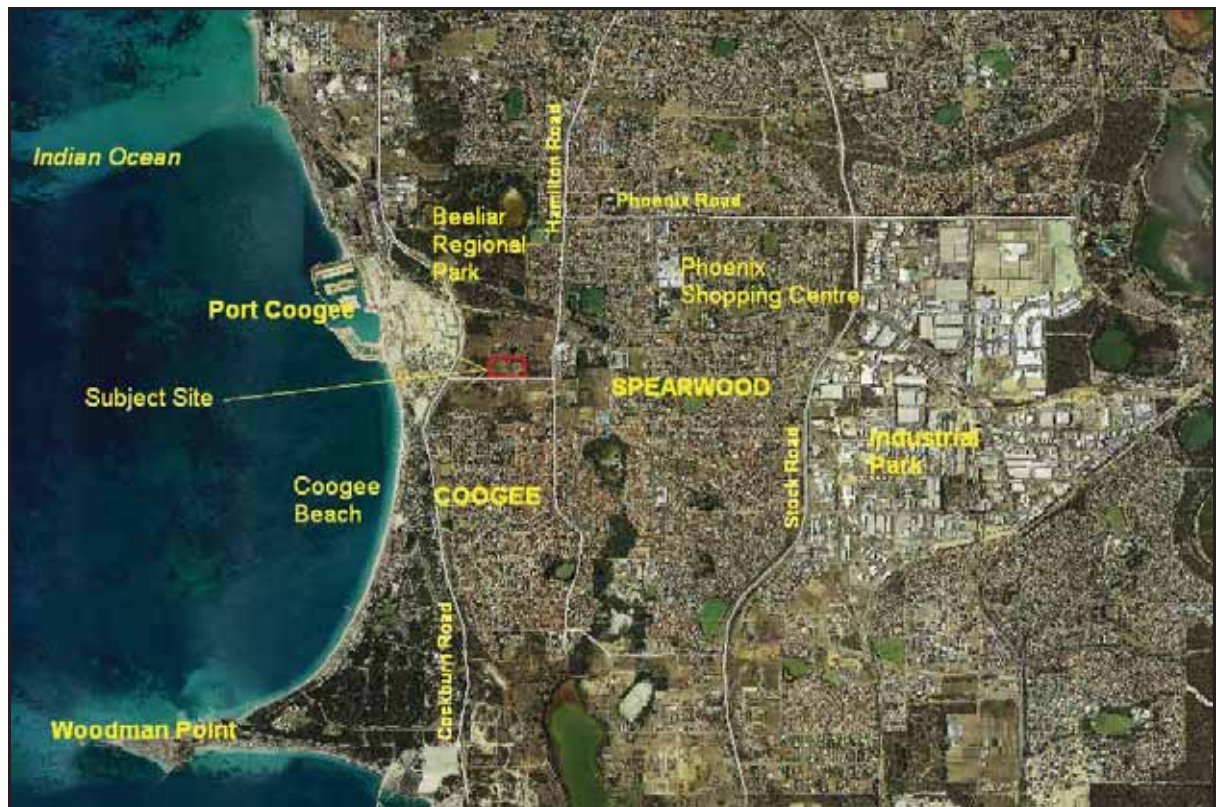 Indian Ocean
Hamilton Road
Phoenix Road
Beeliar
Regional
Park
Phoenix
Shopping Centre
Port Coogee
Subject Site
SPEARWOOD
Stock Road
Industrial
Park
Coogee
Beach
COOGEE
Cockburn Road
Woodman Point